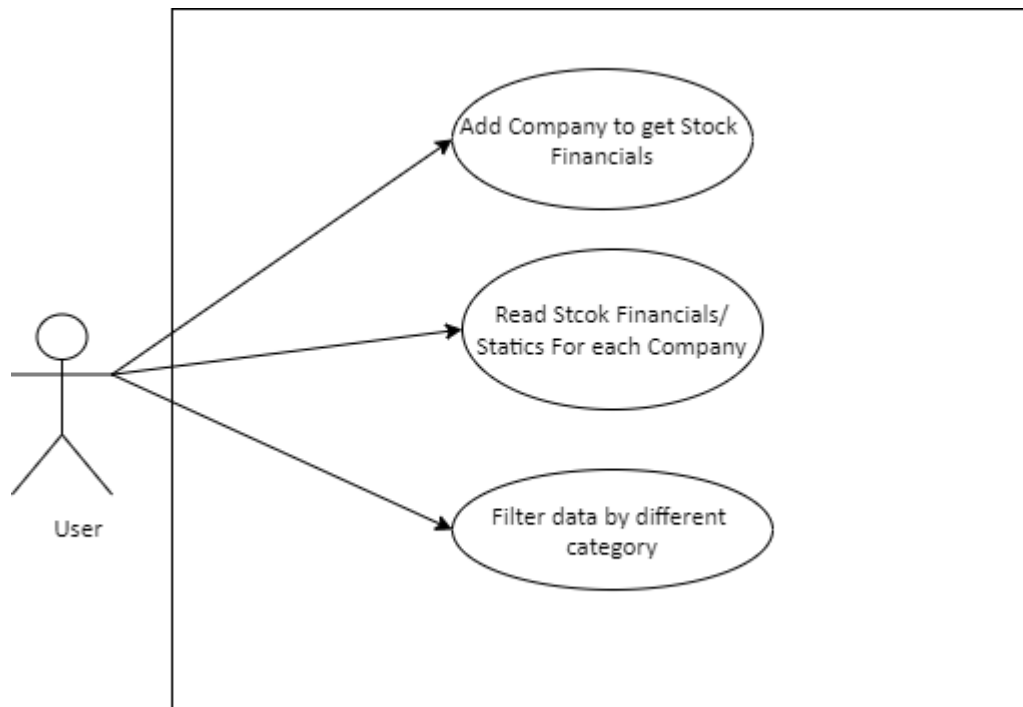 Add Company to get Stock
Financials
Read Stcok Financials/
Statics For each Company
User
Filter data by different
category